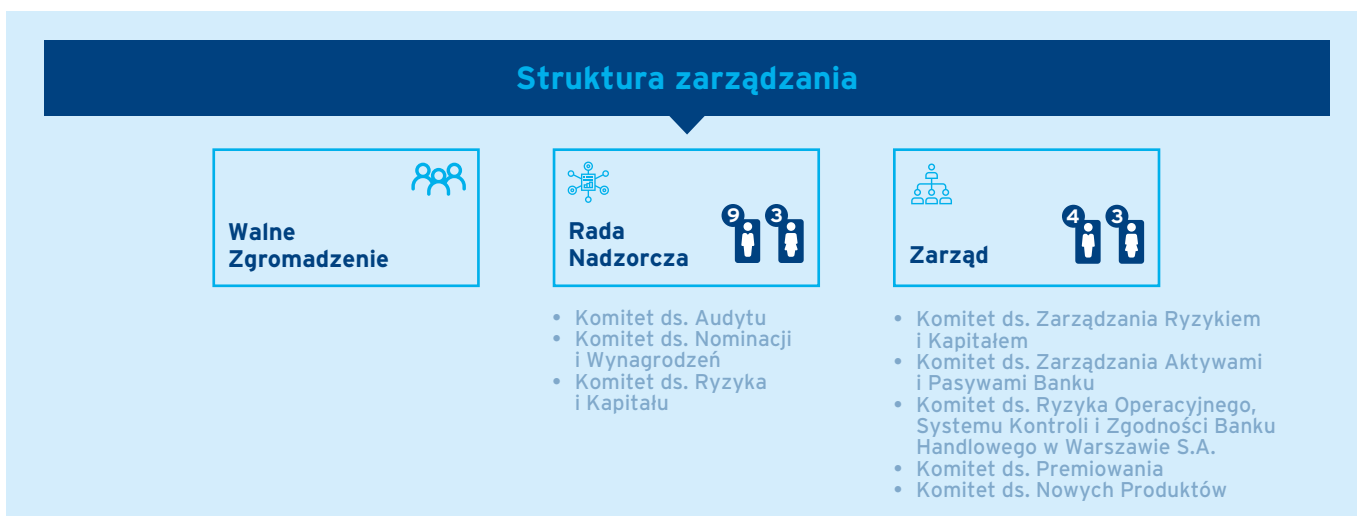 Struktura zarządzania
Walne
Zgromadzenie
Rada
Nadzorcza
9 3
• Komitet ds. Audytu
• Komitet ds. Nominacji
i Wynagrodzeń
• Komitet ds. Ryzyka
i Kapitału
Zarząd
4 3
• Komitet ds. Zarządzania Ryzykiem
i Kapitałem
• Komitet ds. Zarządzania Aktywami
i Pasywami Banku
• Komitet ds. Ryzyka Operacyjnego,
Systemu Kontroli i Zgodności Banku
Handlowego w Warszawie S.A.
• Komitet ds. Premiowania
• Komitet ds. Nowych Produktów